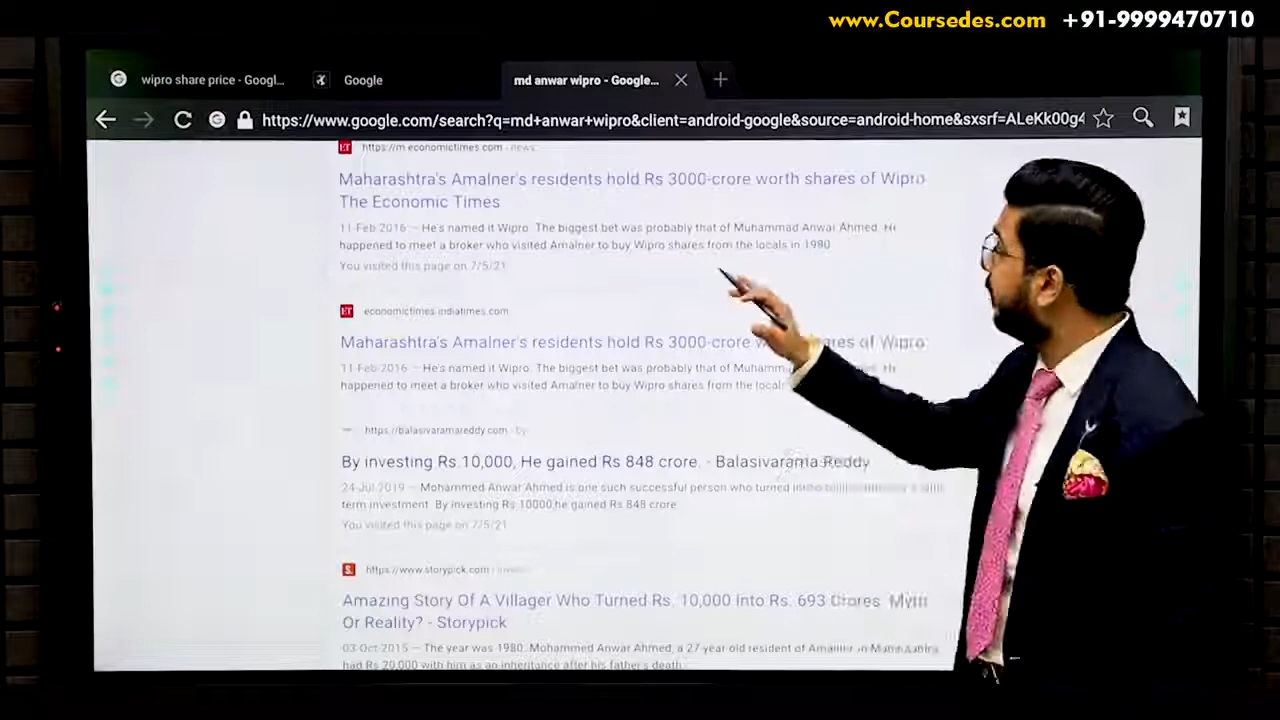 www.Coursedes.com +91-9999470710
wipro share price - Googl...
Google
md anwar wipro - Google...
https://www.google.com/search?q=md+anwar+wipro&client=android-google&source=android-home&sxsrf=ALeKk00g4
ET https://m.economictimes.com › news
Maharashtra's Amalner's residents hold Rs 3000-crore worth shares of Wipro
The Economic Times
11-Feb-2016 — He's named it Wipro. The biggest bet was probably that of Muhammad Anwar Ahmed. He
happened to meet a broker who visited Amalner to buy Wipro shares from the locals in 1980.
You visited this page on 7/5/21.
ET economictimes.indiatimes.com
Maharashtra's Amalner's residents hold Rs 3000-crore shares of Wipro
11-Feb-2016 — He's named it Wipro. The biggest bet was probably that of
happened to meet a broker who visited Amalner to buy Wipro shares from the
https://balasivaramareddy.com › by
By investing Rs.10,000, He gained Rs 848 crore. - Balasivarama Reddy
24-Jul-2019 — Mohammed Anwar Ahmed is one such successful person who turned
term investment. By investing Rs 10000,he gained Rs 848 crore.
You visited this page on 7/5/21.
S. https://www.storypick.com
Amazing Story Of A Villager Who Turned Rs. 10,000 Into Rs. 693 Crores. Myth
Or Reality? - Storypick
03-Oct-2015 — The year was 1980. Mohammed Anwar Ahmed, a 27-year old resident of Amalner in Maharashtra,
had Rs 20,000 with him as an inheritance after his father's death.